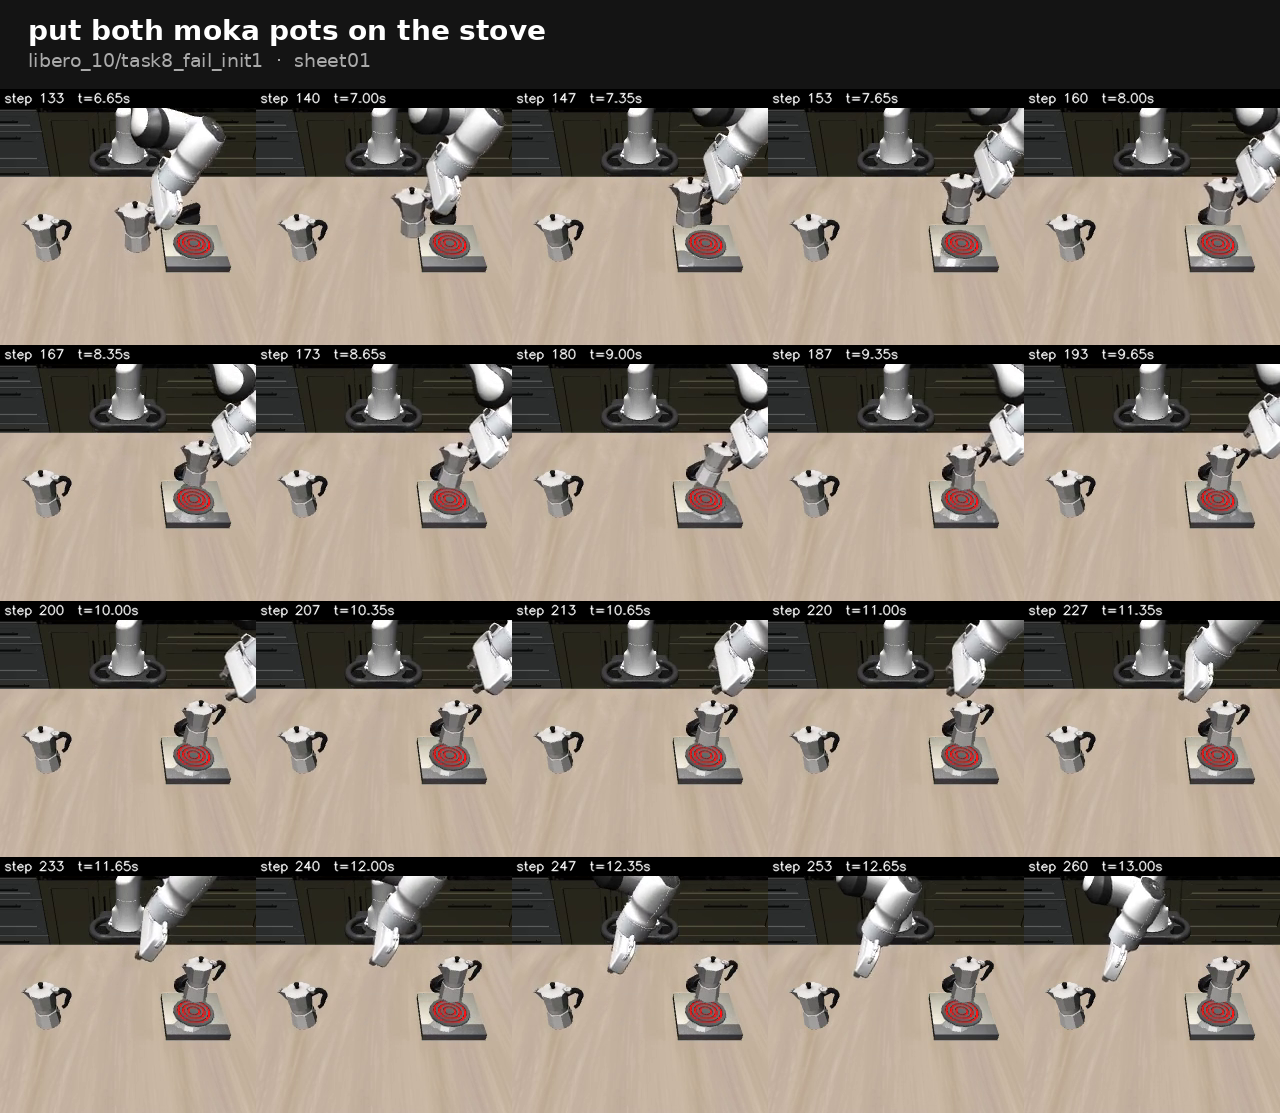 put both moka pots on the stove
libero_10/task8_fail_init1 · sheet01
step 133 t=6.65s
step 140 t=7.00s
step 147 t=7.35s
step 153 t=7.65s
step 160 t=8.00s
step 167 t=8.35s
step 173 t=8.65s
step 180 t=9.00s
step 187 t=9.35s
step 193 t=9.65s
step 200 t=10.00s
step 207 t=10.35s
step 213 t=10.65s
step 220 t=11.00s
step 227 t=11.35s
step 233 t=11.65s
step 240 t=12.00s
step 247 t=12.35s
step 253 t=12.65s
step 260 t=13.00s